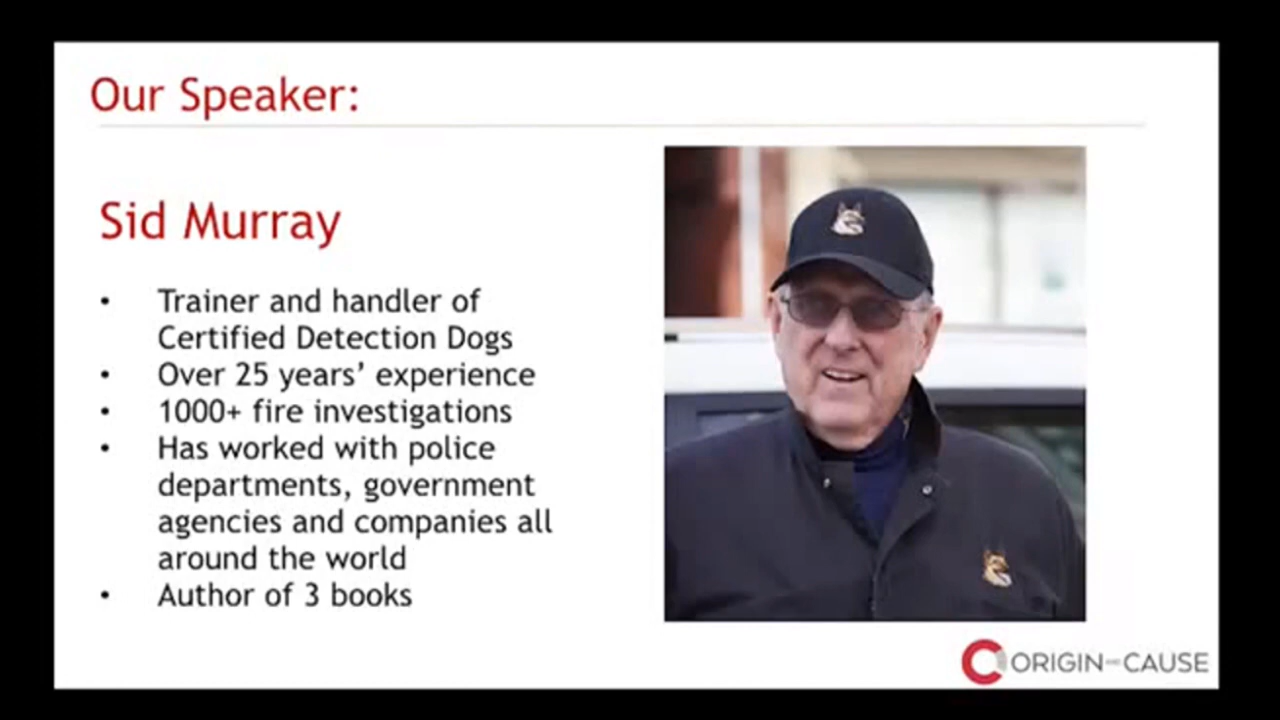 Our Speaker:
Sid Murray
• Trainer and handler of
Certified Detection Dogs
• Over 25 years’ experience
• 1000+ fire investigations
• Has worked with police
departments, government
agencies and companies all
around the world
• Author of 3 books
ORIGIN AND CAUSE